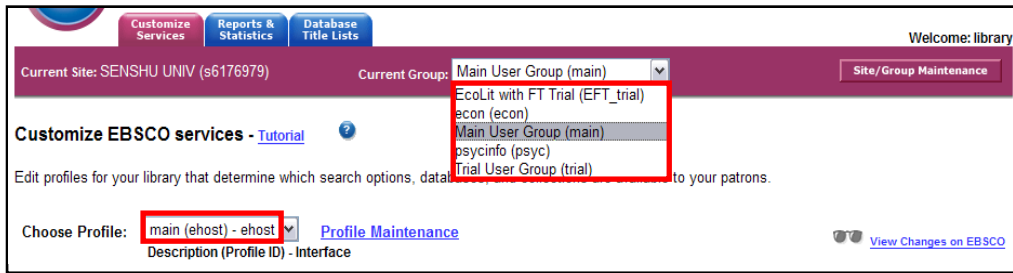 Customize Services
Reports & Statistics
Database Title Lists
Welcome: library
Current Site: SENSHU UNIV (s6176979)
Current Group: Main User Group (main)
Site/Group Maintenance
EcoLit with FT Trial (EFT_trial)
econ (econ)
Main User Group (main)
psycinfo (psyc)
Trial User Group (trial)
Customize EBSCO services - Tutorial
Edit profiles for your library that determine which search options, to your patrons.
Choose Profile: main (ehost) - ehost Profile Maintenance
Description (Profile ID) - Interface
View Changes on EBSCO